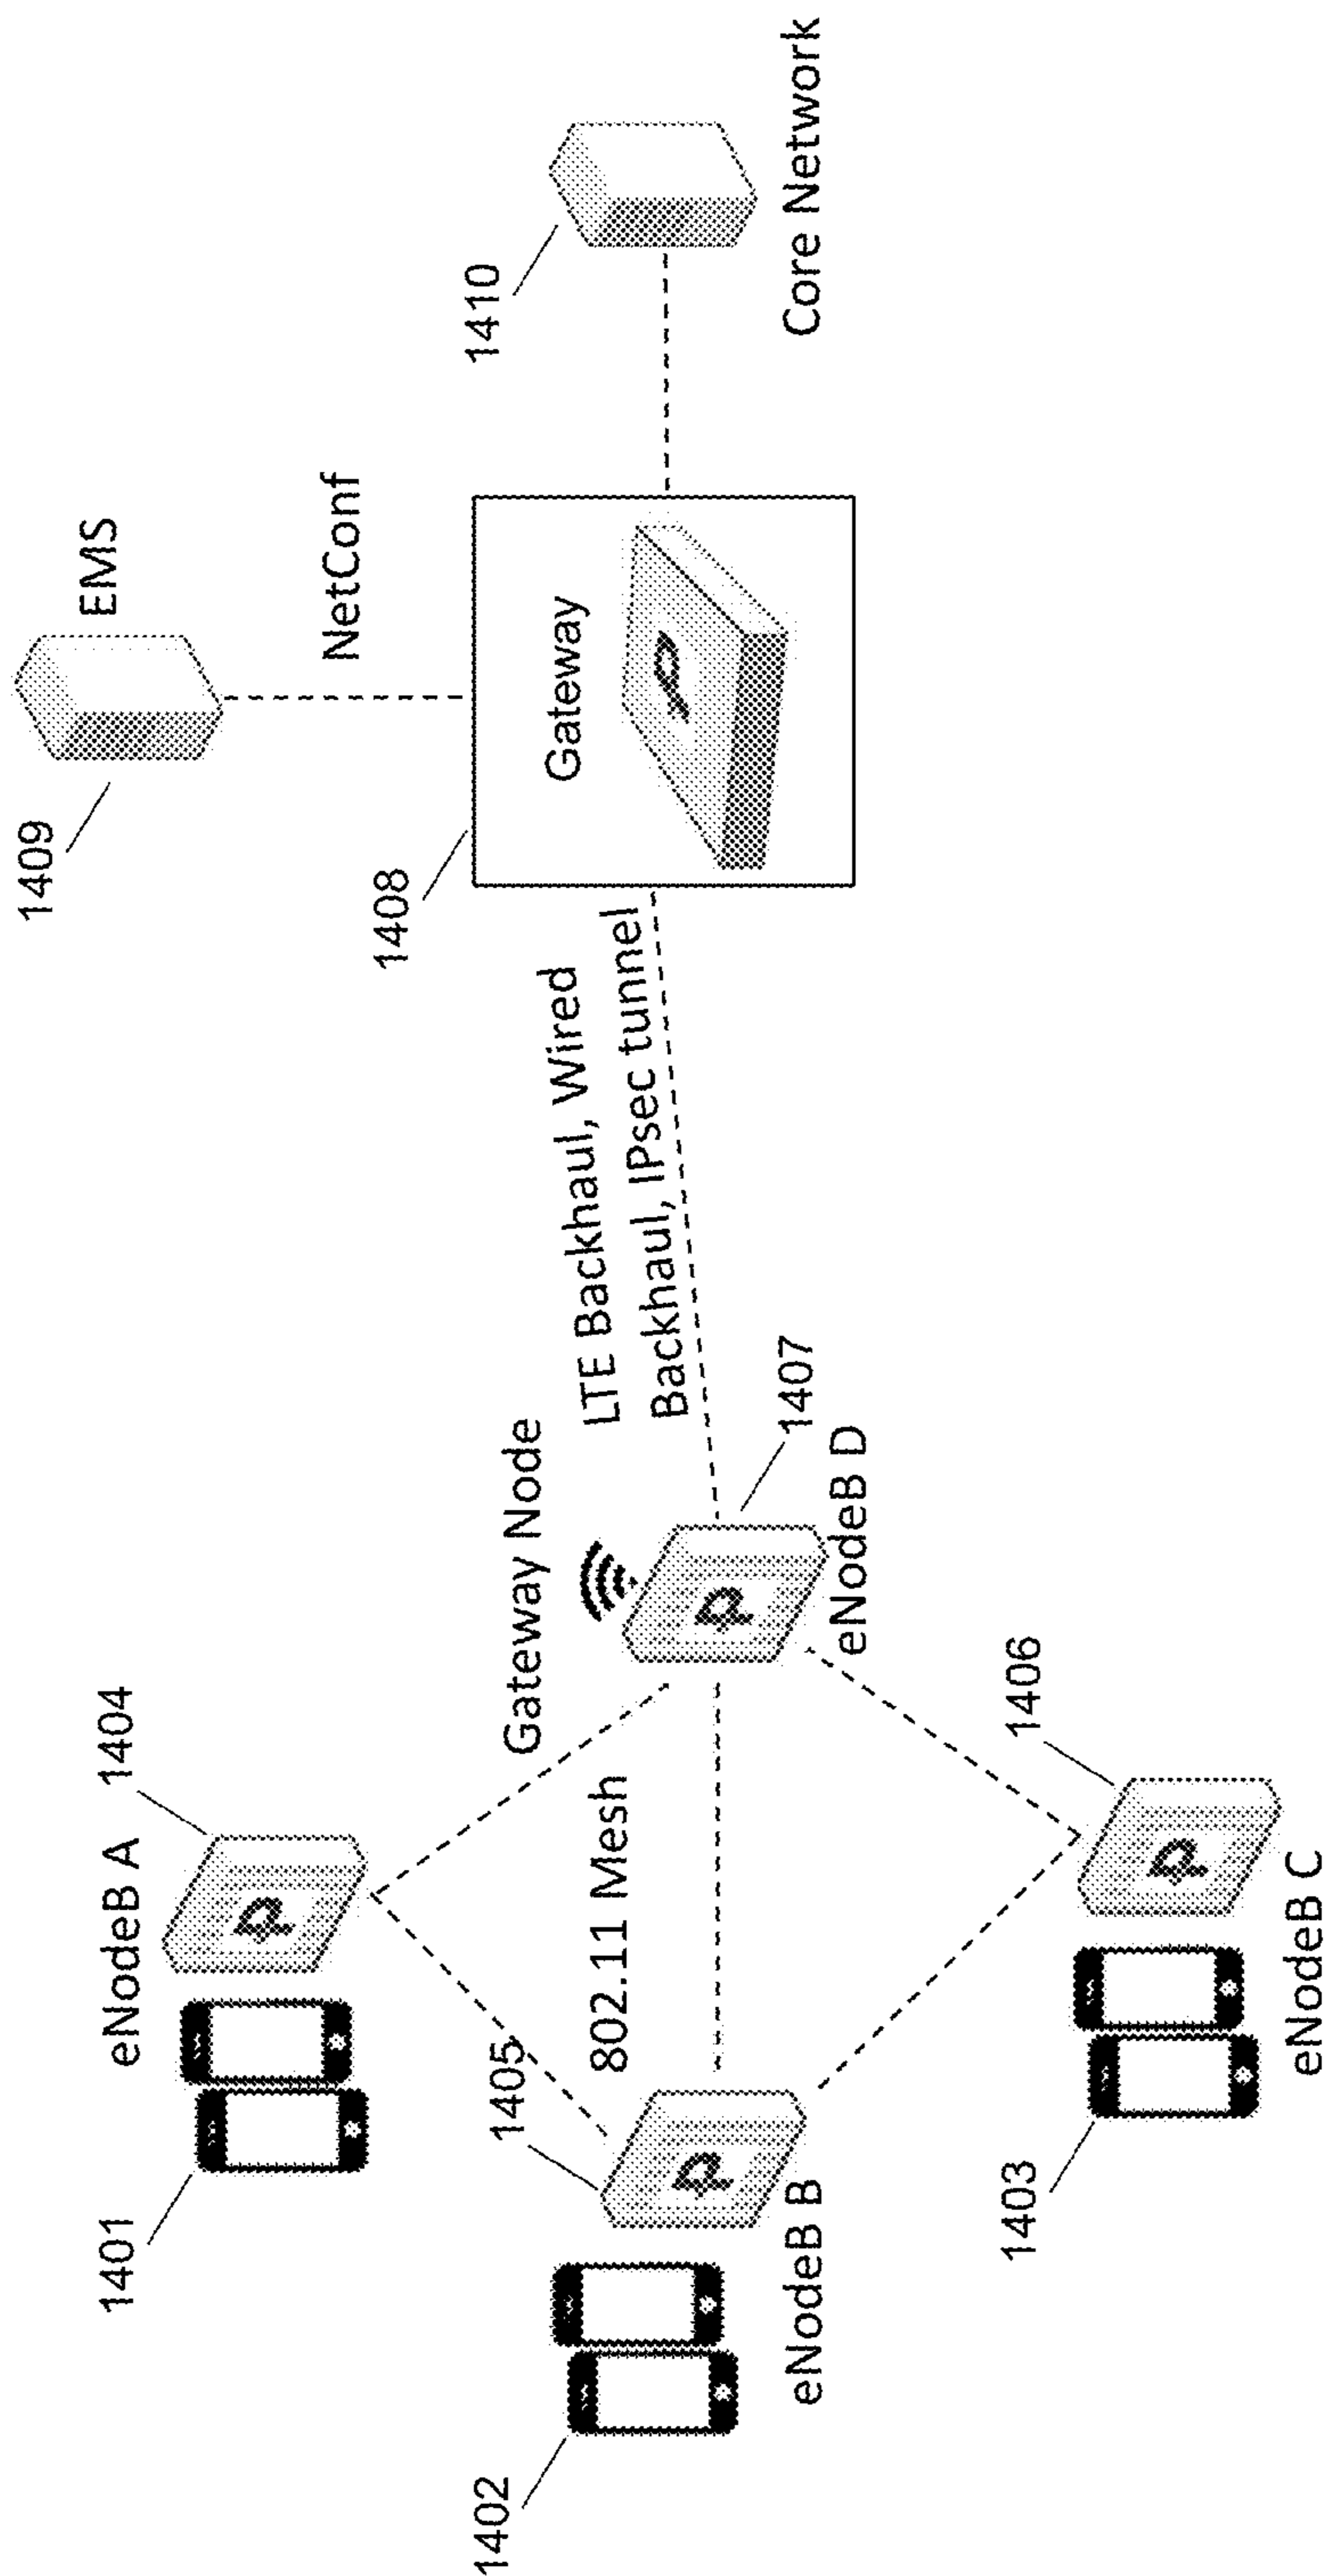 1409
EMS
NetConf
1401
eNodeB A
1404
1408
Gateway
1410
Core Network
Gateway Node
LTE Backhaul, Wired
Backhaul, IPsec tunnel
1402
1405
802.11 Mesh
eNodeB B
eNodeB D
1407
1403
1406
eNodeB C